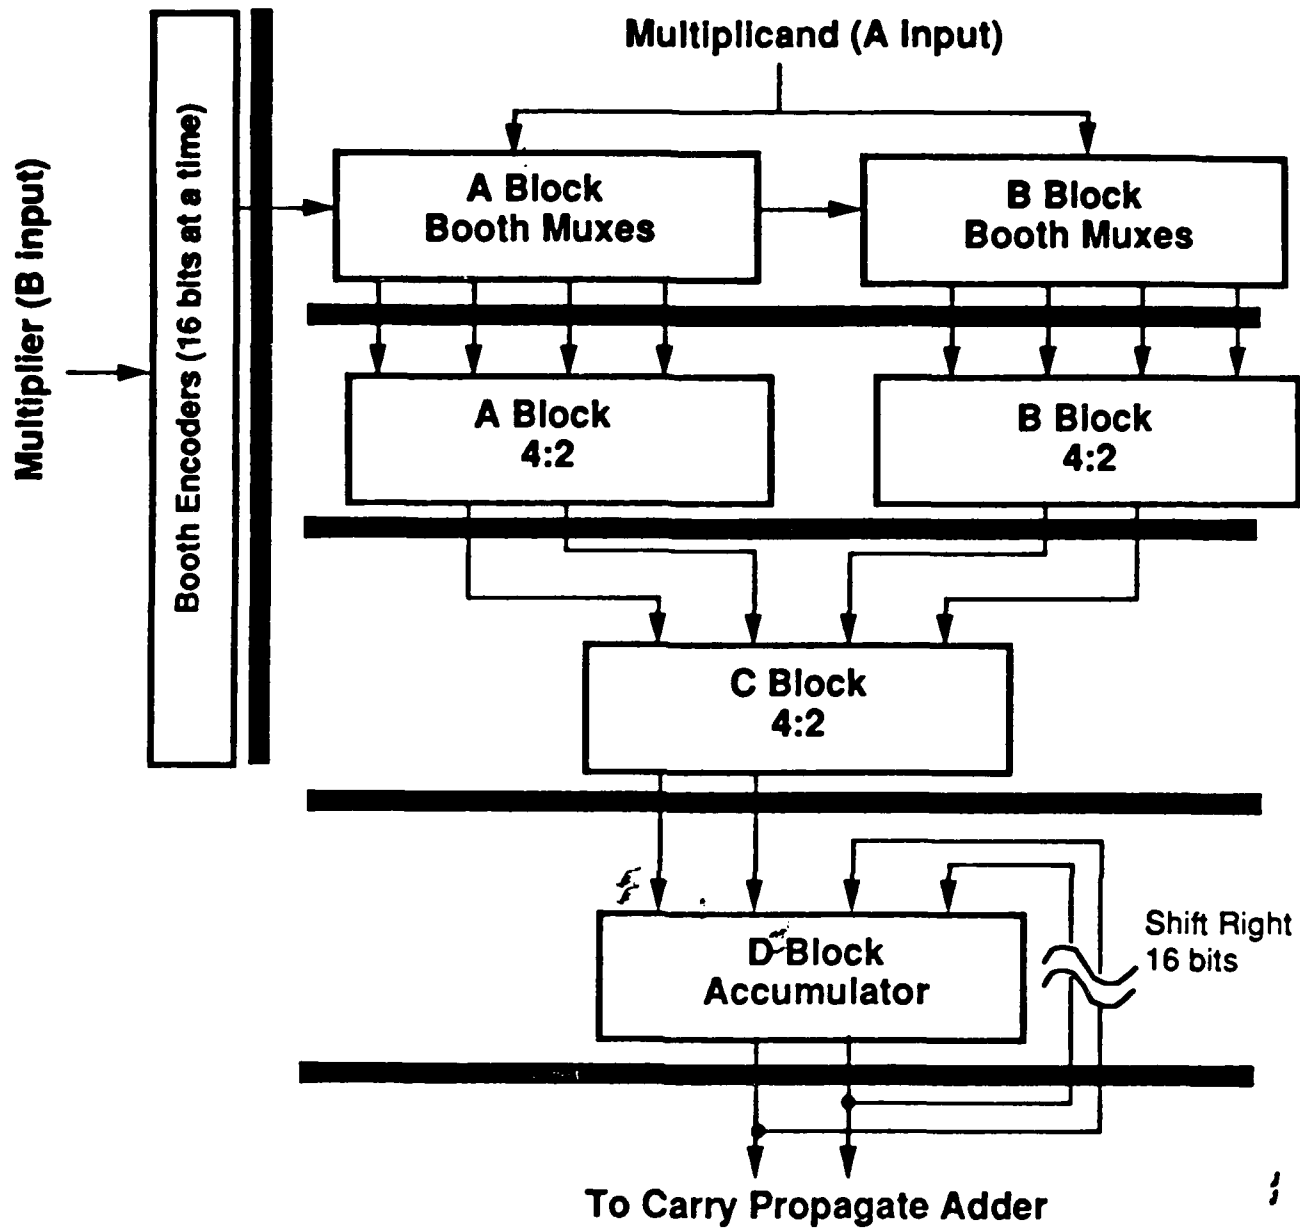 Multiplicand (A input)
Multiplier (B input)
Booth Encoders (16 bits at a time)
A Block
Booth Muxes
B Block
Booth Muxes
A Block
4:2
B Block
4:2
C Block
4:2
D Block
Accumulator
Shift Right
16 bits
To Carry Propagate Adder